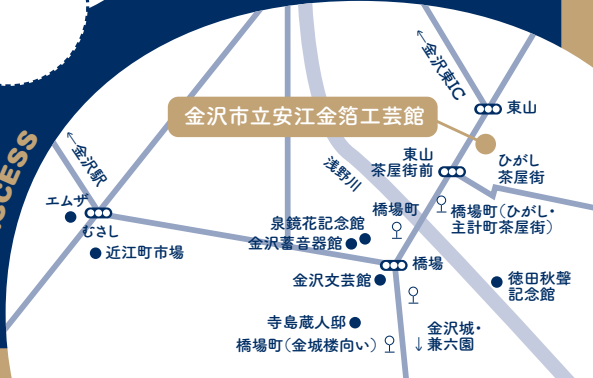 ←金沢東IC
東山
金沢市立安江金箔工芸館
CESS
←金沢駅
浅野川
東山
茶屋街前
ひがし
茶屋街
エムザ
むさし
近江町市場
橋場町
橋場町(ひがし・
主計町茶屋街)
泉鏡花記念館
金沢蓄音器館
橋場
金沢文芸館
徳田秋聲
記念館
寺島蔵人邸
橋場町(金城楼向い)
金沢城・
↓兼六園